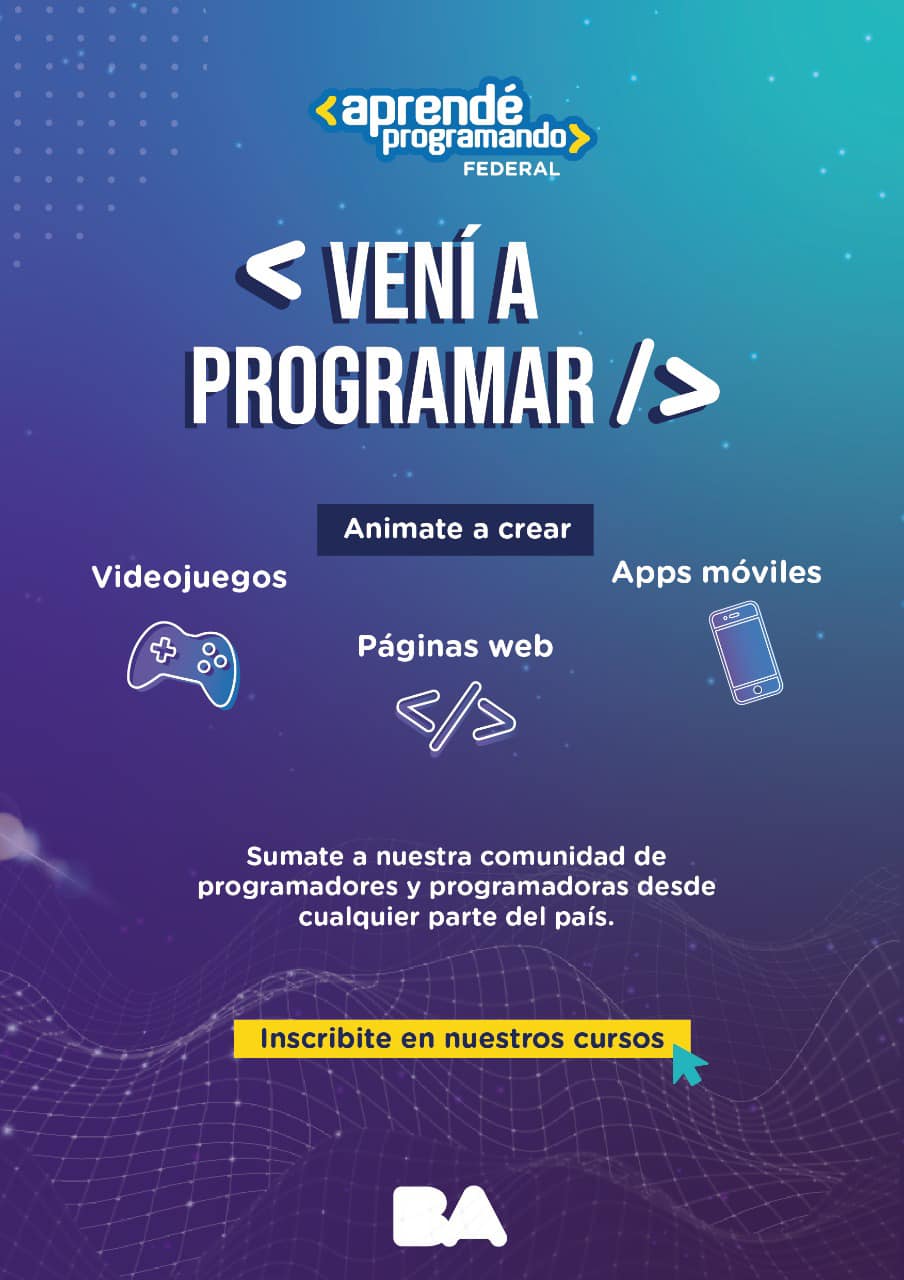 <aprendé
programando>
FEDERAL
< VENÍ A
PROGRAMAR />
Animate a crear
Videojuegos
Apps móviles
Páginas web
</>
Sumate a nuestra comunidad de
programadores y programadoras desde
cualquier parte del país.
Inscribite en nuestros cursos
BA